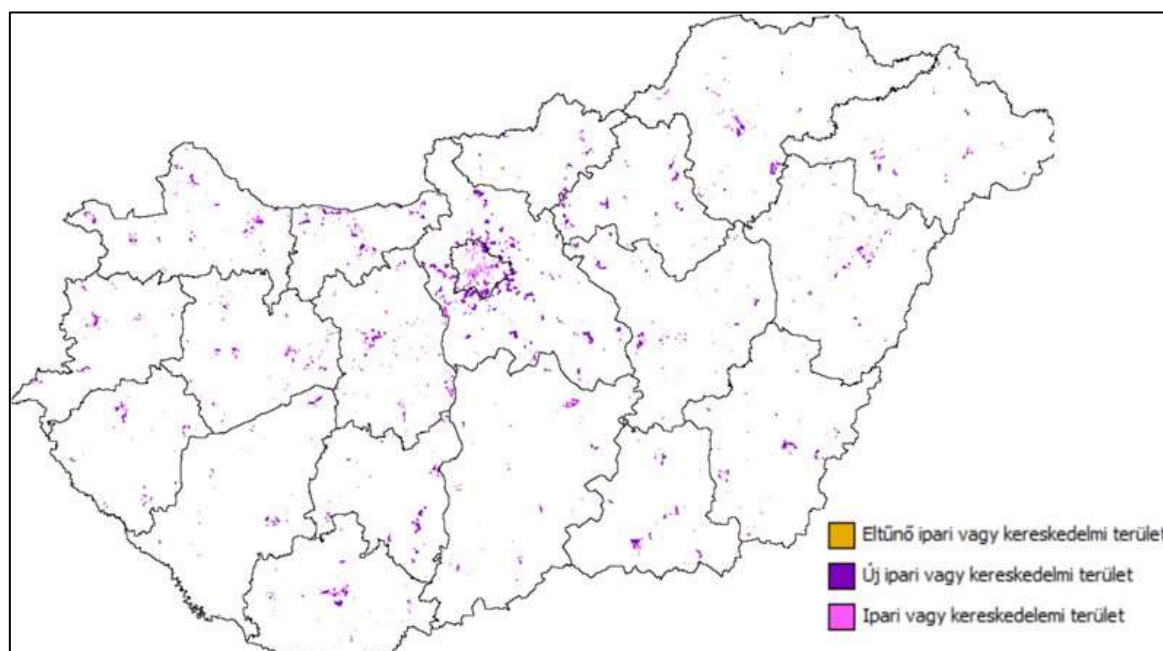 Eltűnő ipari vagy kereskedelmi terület
Új ipari vagy kereskedelmi terület
Ipari vagy kereskedelemi terület